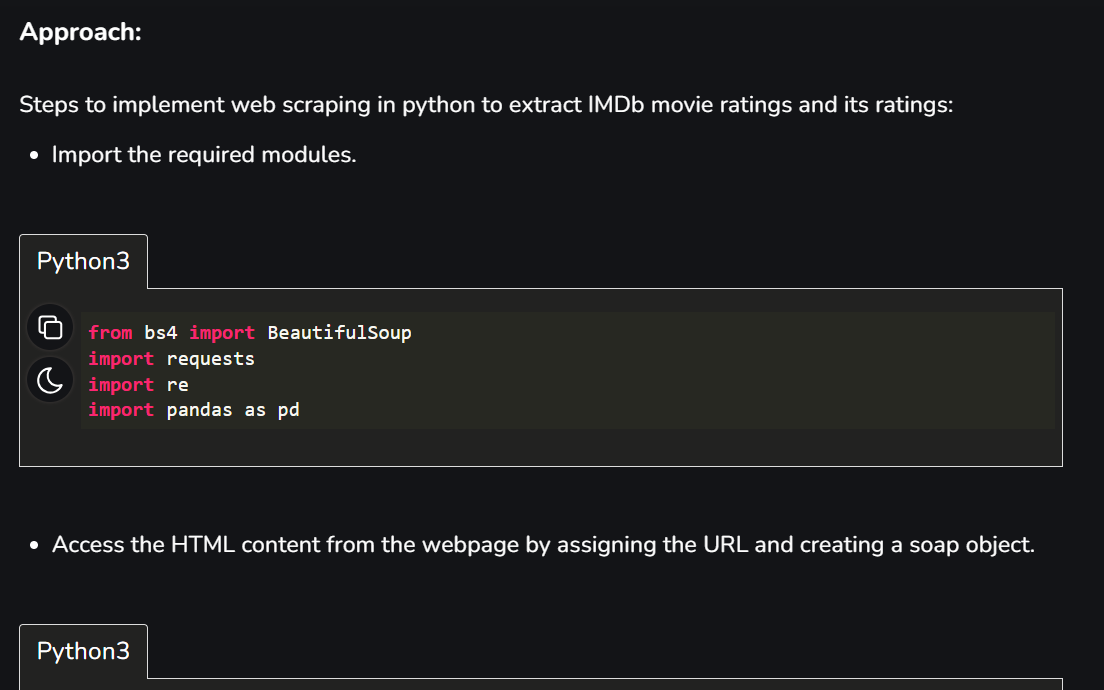 Approach:
Steps to implement web scraping in python to extract IMDb movie ratings and its ratings:
• Import the required modules.
Python3
from bs4 import BeautifulSoup
import requests
import re
import pandas as pd
• Access the HTML content from the webpage by assigning the URL and creating a soap object.
Python3